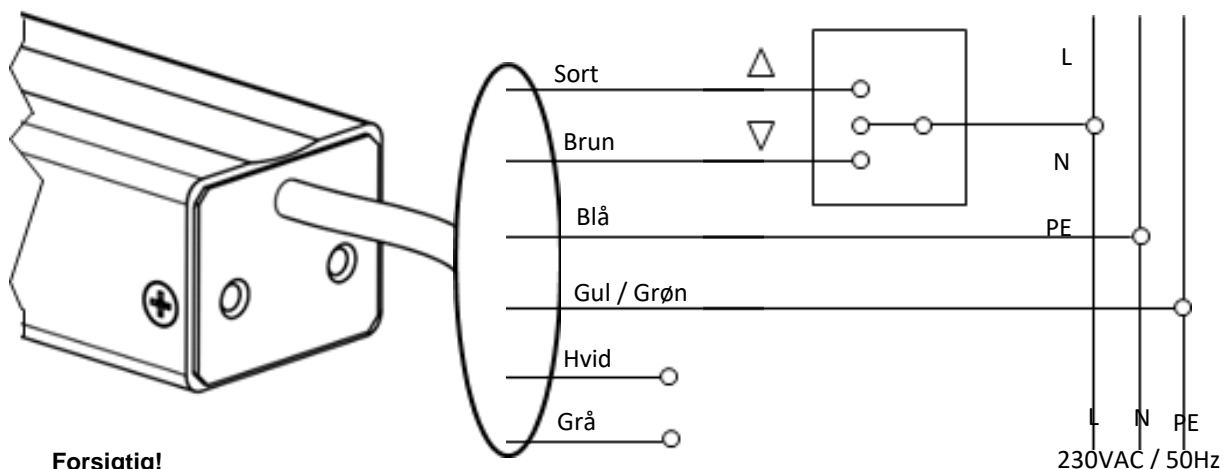 Sort
L
Brun
N
Blå
PE
Gul / Grøn
Hvid
Grå
L N PE
Forsigtig!
230VAC / 50Hz